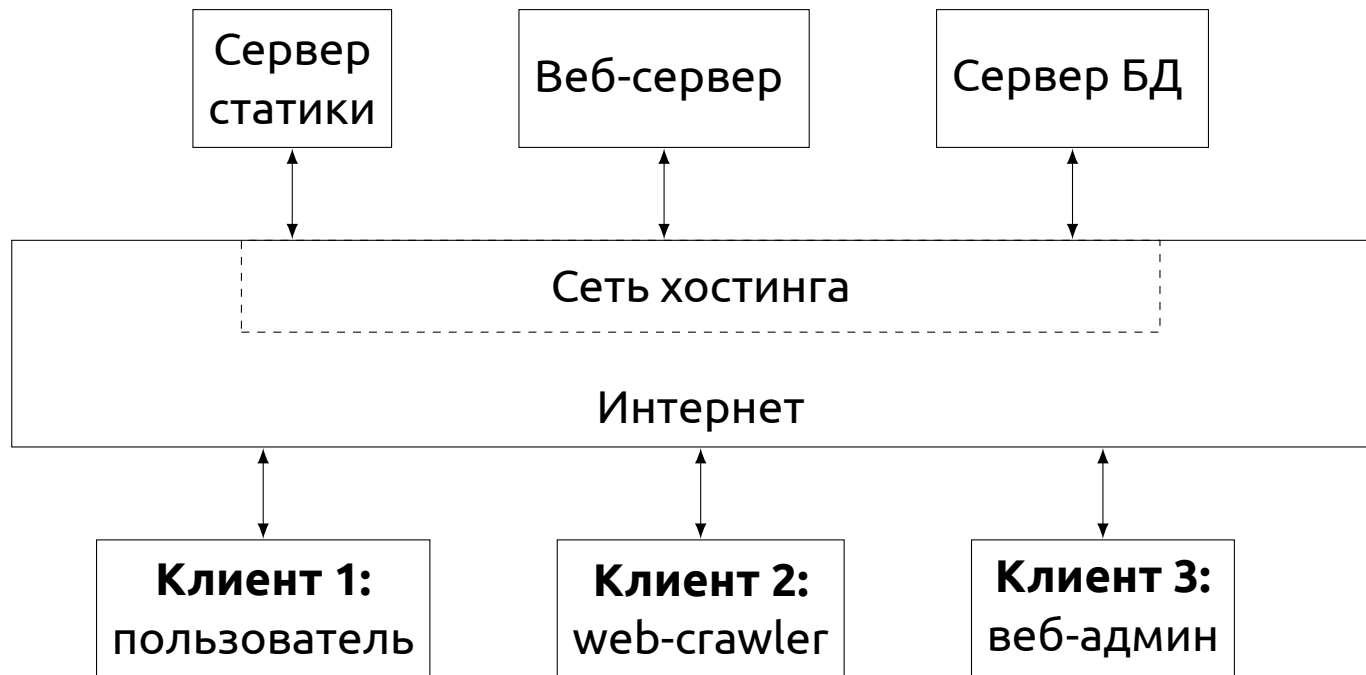 Сервер
статики
Веб-сервер
Сервер БД
Сеть хостинга
Интернет
Клиент 1:
пользователь
Клиент 2:
web-crawler
Клиент 3:
веб-админ